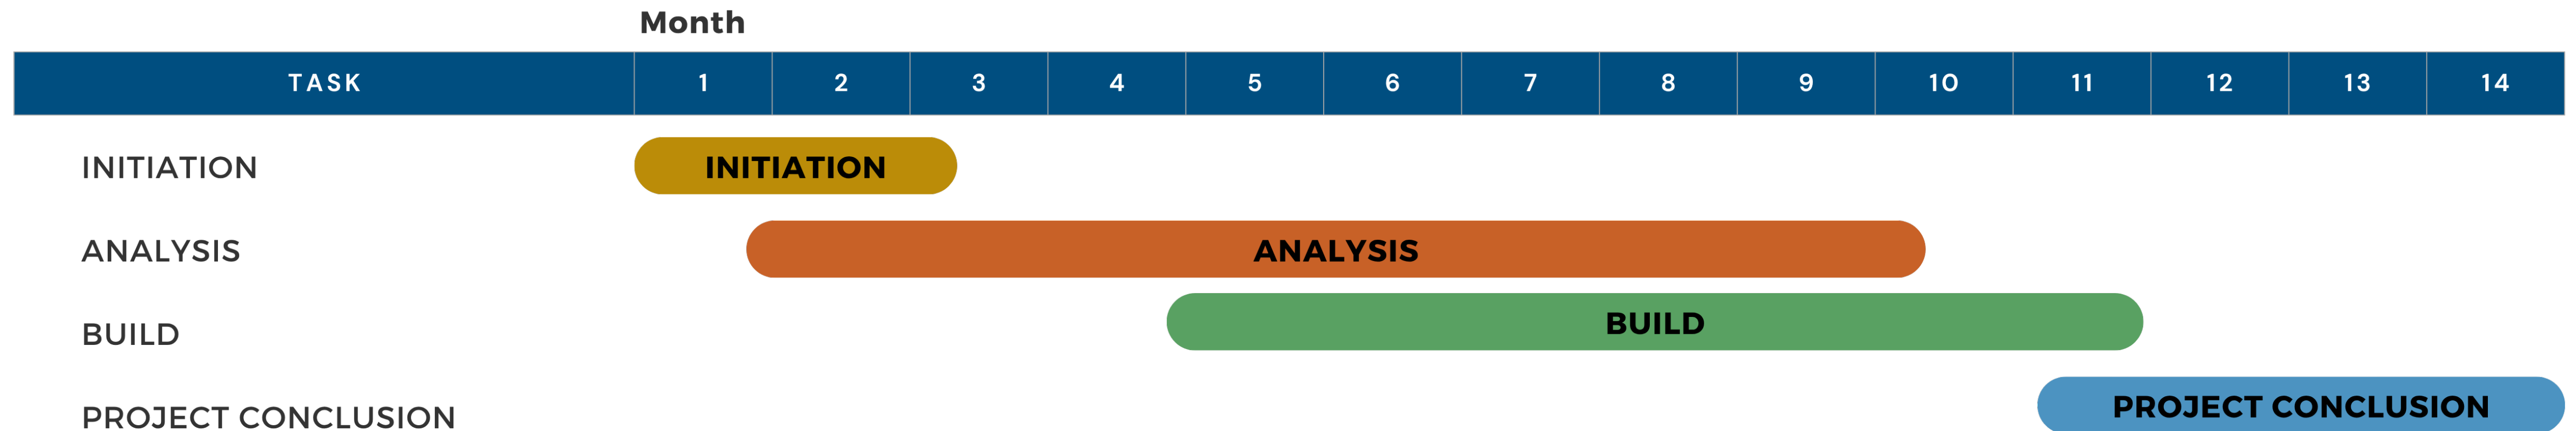 Month
TASK 1 2 3 4 5 6 7 8 9 10 11 12 13 14
INITIATION INITIATION
ANALYSIS ANALYSIS
BUILD BUILD
PROJECT CONCLUSION PROJECT CONCLUSION